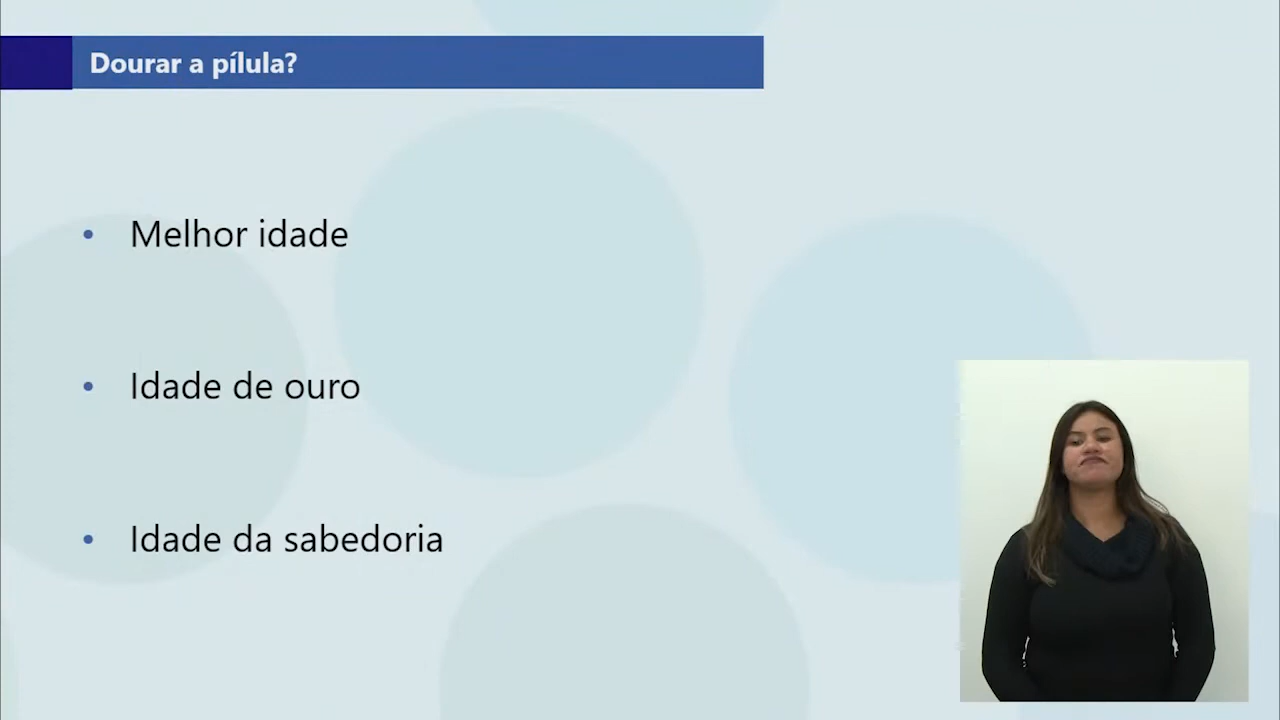 Dourar a pílula?
• Melhor idade
• Idade de ouro
• Idade da sabedoria